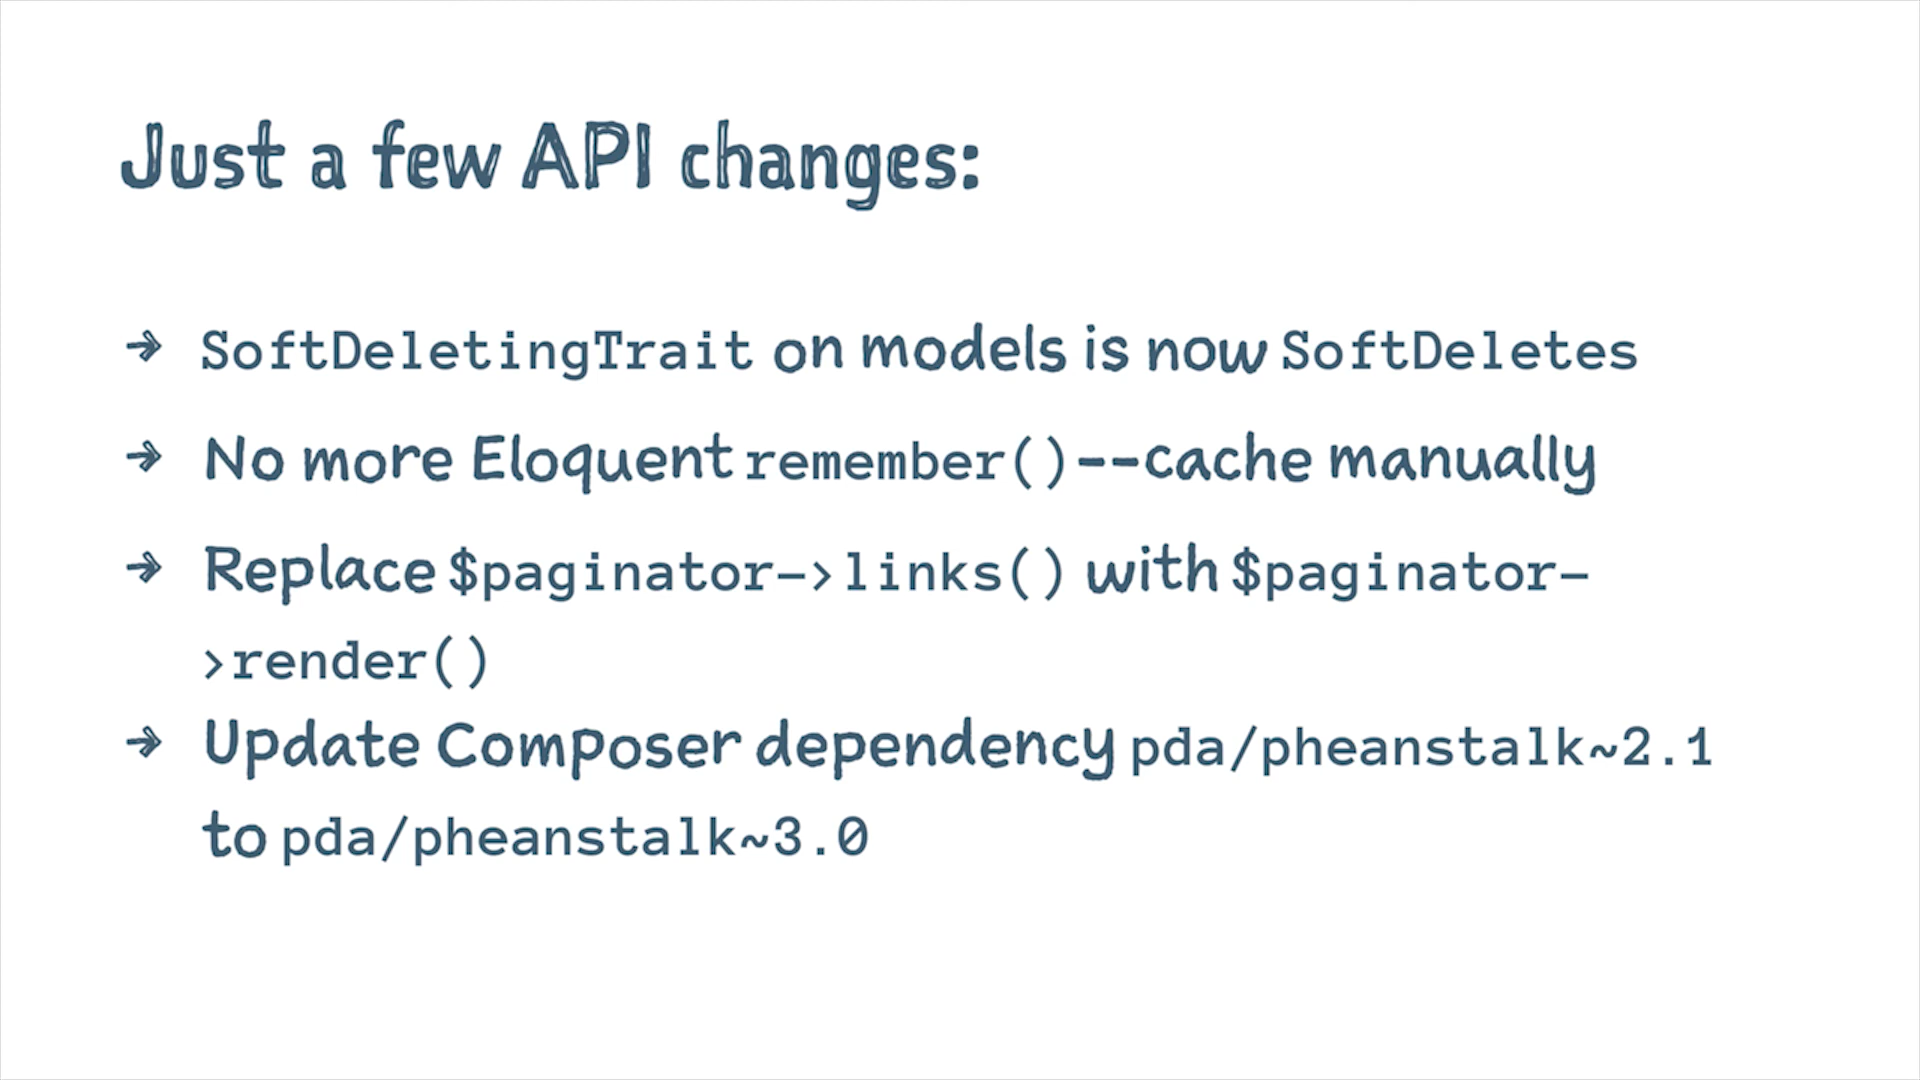 Just a few API changes:
→ SoftDeletingTrait on models is now SoftDeletes
→ No more Eloquent remember()--cache manually
→ Replace $paginator->links() with $paginator-
>render()
→ Update Composer dependency pda/pheanstalk~2.1
to pda/pheanstalk~3.0